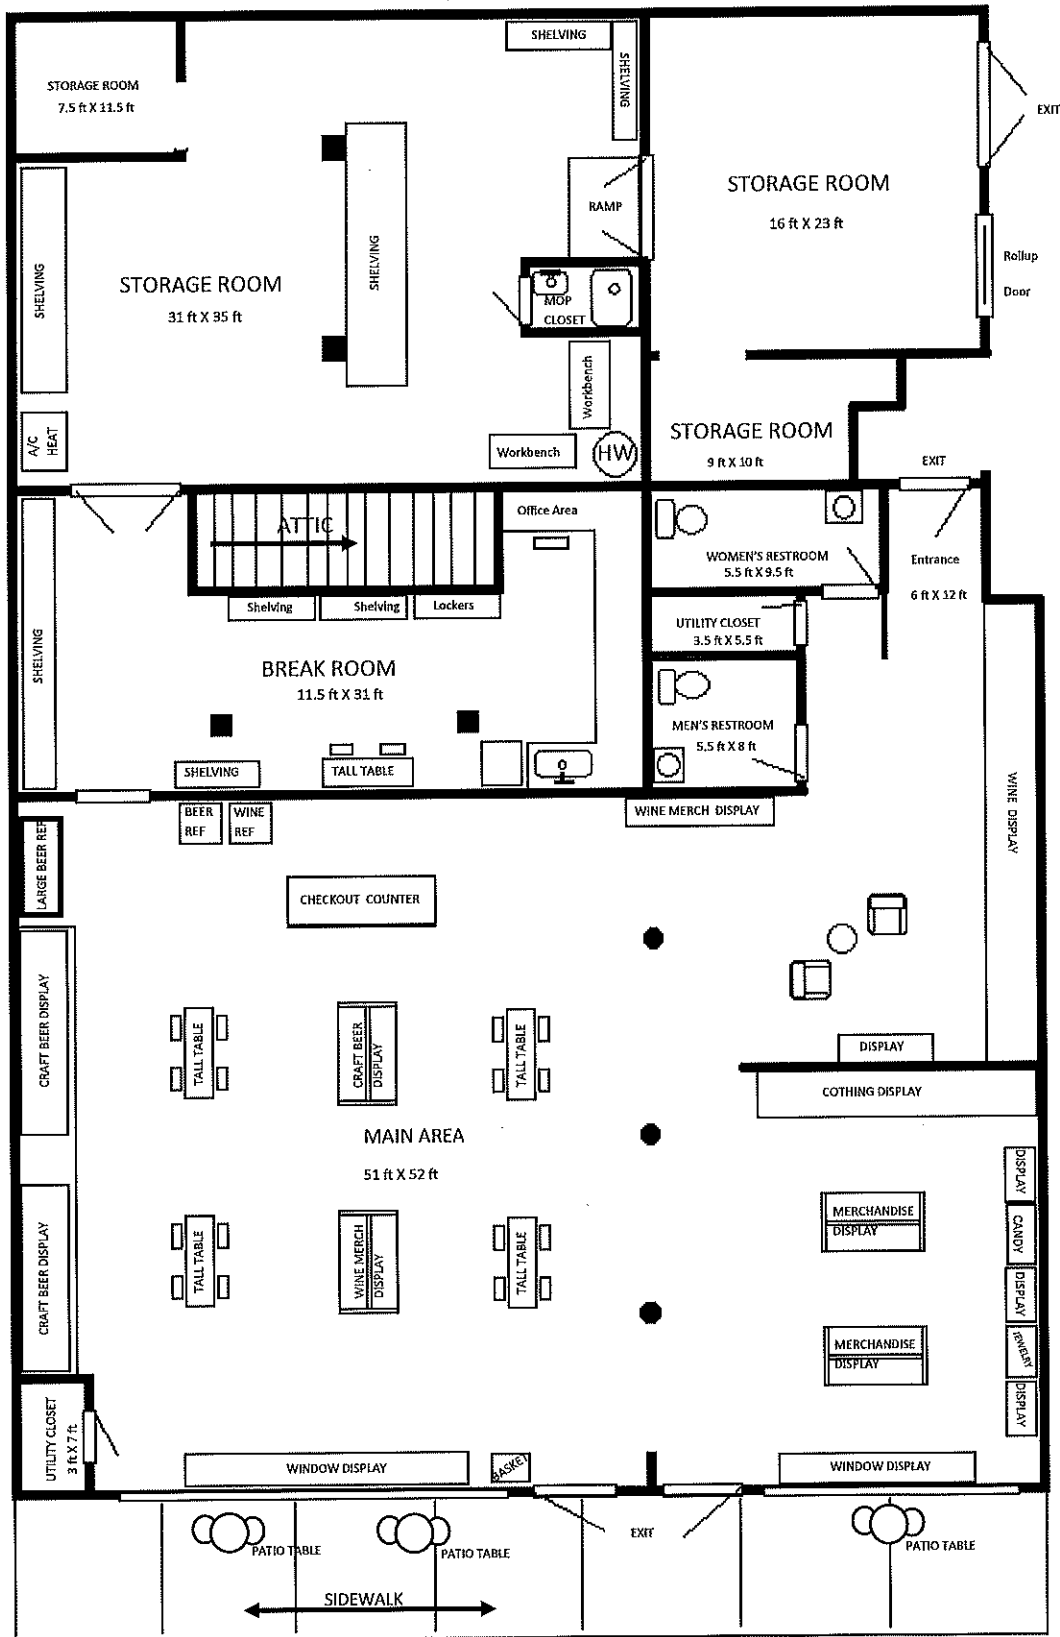 SHELVING
SHELVING
STORAGE ROOM
7.5 ft X 11.5 ft
EXIT
STORAGE ROOM
16 ft X 23 ft
RAMP
SHELVING
SHELVING
STORAGE ROOM
31 ft X 35 ft
Rollup
Door
MOP
CLOSET
Workbench
A/C
HEAT
Workbench
HW
STORAGE ROOM
9 ft X 10 ft
EXIT
Office Area
ATTIC
WOMEN'S RESTROOM
5.5 ft X 9.5 ft
Entrance
6 ft X 12 ft
Shelving
Shelving
Lockers
UTILITY CLOSET
3.5 ft X 5.5 ft
SHELVING
BREAK ROOM
11.5 ft X 31 ft
MEN'S RESTROOM
5.5 ft X 8 ft
SHELVING
TALL TABLE
WINE DISPLAY
BEER
REF
WINE
REF
WINE MERCH DISPLAY
LARGE BEER REF
CHECKOUT COUNTER
CRAFT BEER DISPLAY
TALL TABLE
CRAFT BEER
DISPLAY
TALL TABLE
DISPLAY
COTHING DISPLAY
MAIN AREA
51 ft X 52 ft
DISPLAY
CANDY
DISPLAY
JEWELRY
DISPLAY
MERCHANDISE
DISPLAY
CRAFT BEER DISPLAY
TALL TABLE
WINE MERCH
DISPLAY
TALL TABLE
MERCHANDISE
DISPLAY
UTILITY CLOSET
3 ft X 7 ft
WINDOW DISPLAY
BASKET
WINDOW DISPLAY
EXIT
PATIO TABLE
PATIO TABLE
PATIO TABLE
SIDEWALK